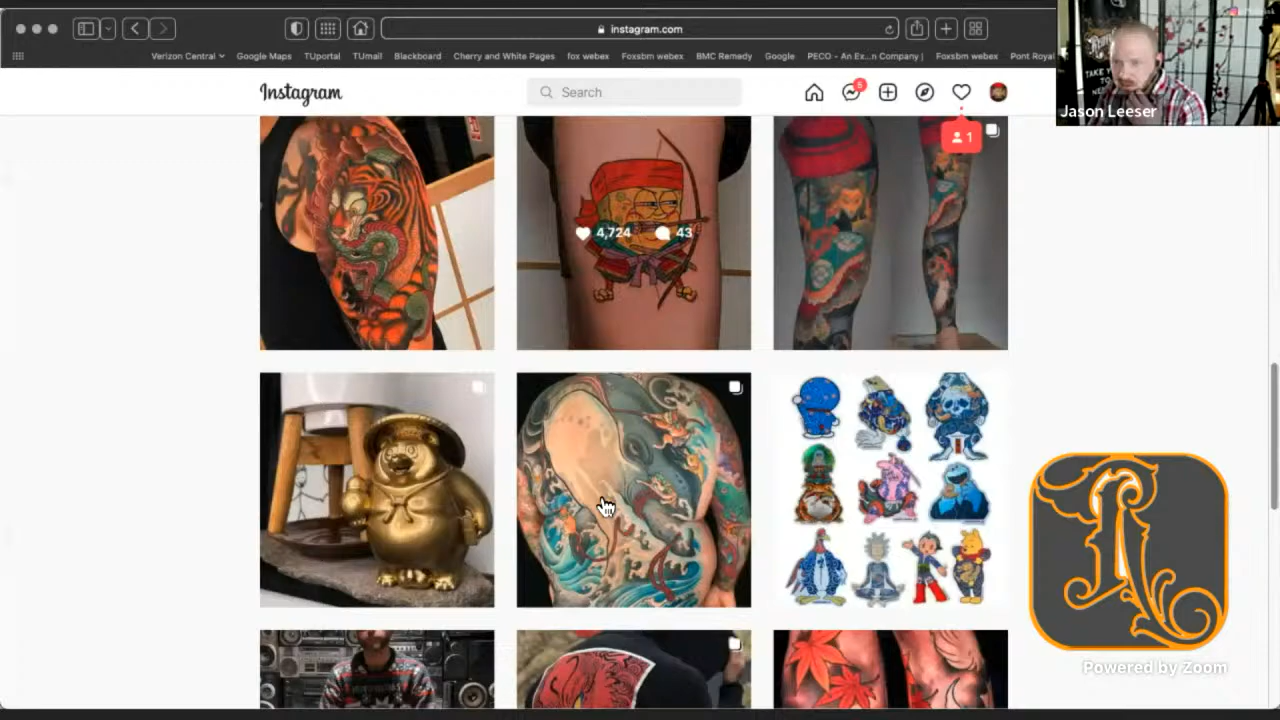 instagram.com
Verizon Central
Google Maps
TUportal
TUmail
Blackboard
Cherry and White Pages
fox webex
Foxsbm webex
BMC Remedy
Google
PECO - An Ex...n Company |
Foxsbm webex
Pont Royal
TAKE Y
Jason Leeser
Instagram
Search
5
1
4,724
43
Powered by Zoom